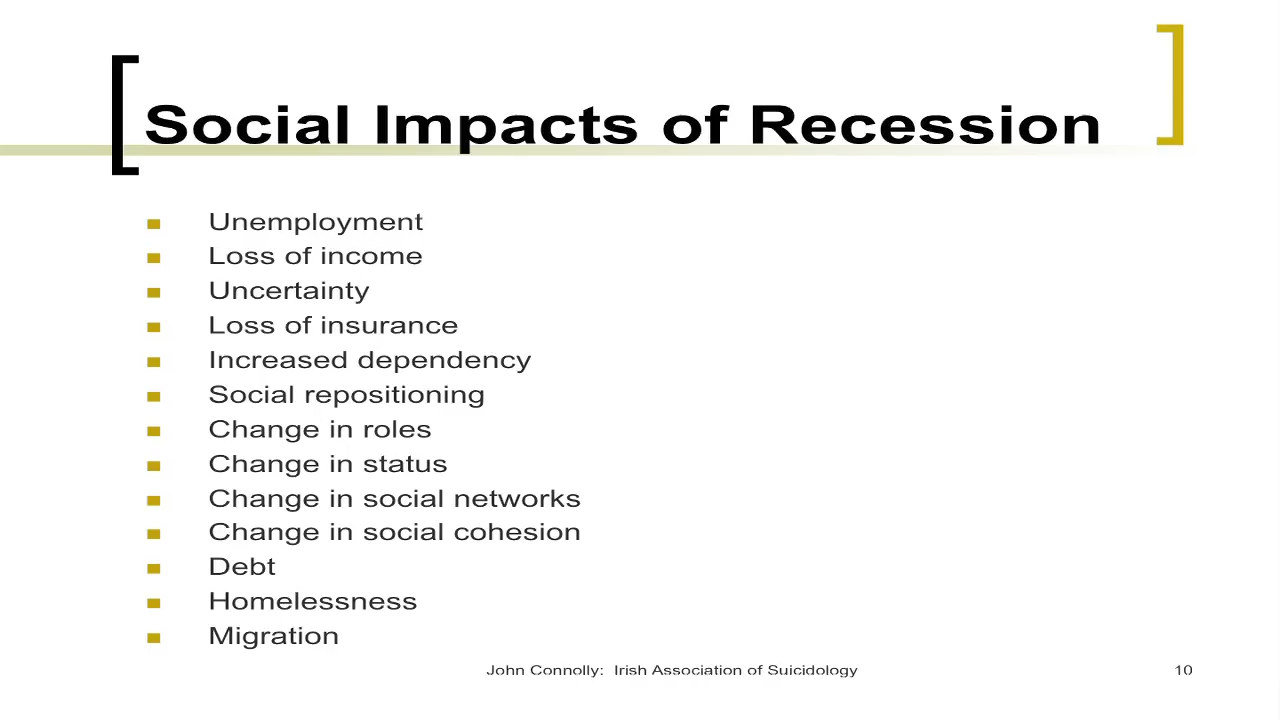 Social Impacts of Recession
Unemployment
Loss of income
Uncertainty
Loss of insurance
Increased dependency
Social repositioning
Change in roles
Change in status
Change in social networks
Change in social cohesion
Debt
Homelessness
Migration
John Connolly: Irish Association of Suicidology
10